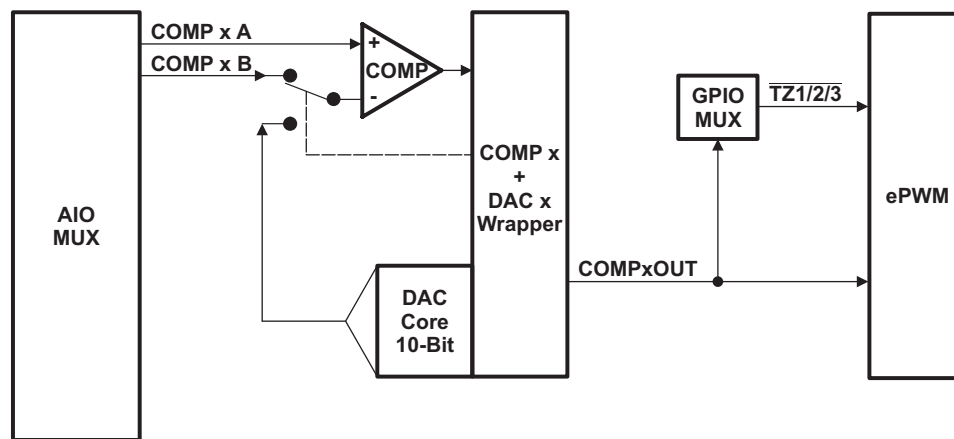 COMP x A
COMP x B
+
COMP
-
AIO
MUX
COMP x
+
DAC x
Wrapper
DAC
Core
10-Bit
COMPxOUT
GPIO
MUX
TZ1/2/3
ePWM